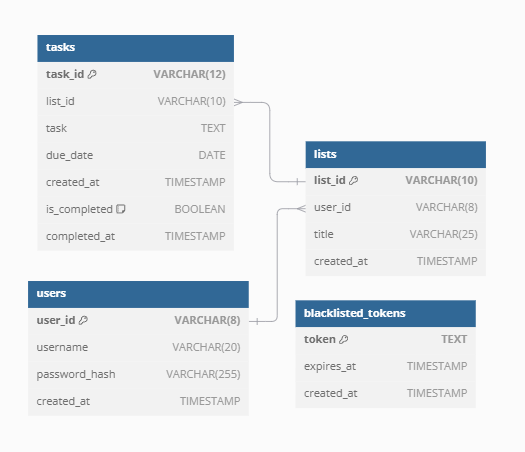 tasks
task_id VARCHAR(12)
list_id VARCHAR(10)
task TEXT
due_date DATE
created_at TIMESTAMP
is_completed BOOLEAN
completed_at TIMESTAMP
lists
list_id VARCHAR(10)
user_id VARCHAR(8)
title VARCHAR(25)
created_at TIMESTAMP
users
user_id VARCHAR(8)
username VARCHAR(20)
password_hash VARCHAR(255)
created_at TIMESTAMP
blacklisted_tokens
token TEXT
expires_at TIMESTAMP
created_at TIMESTAMP